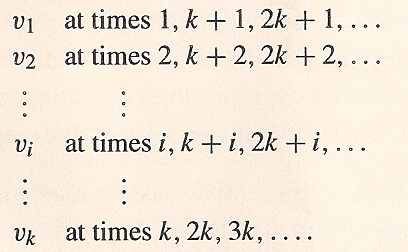 v₁ at times 1, k + 1, 2k + 1, ...
v₂ at times 2, k + 2, 2k + 2, ...
⋮ ⋮
vᵢ at times i, k + i, 2k + i, ...
⋮ ⋮
vₖ at times k, 2k, 3k, ....